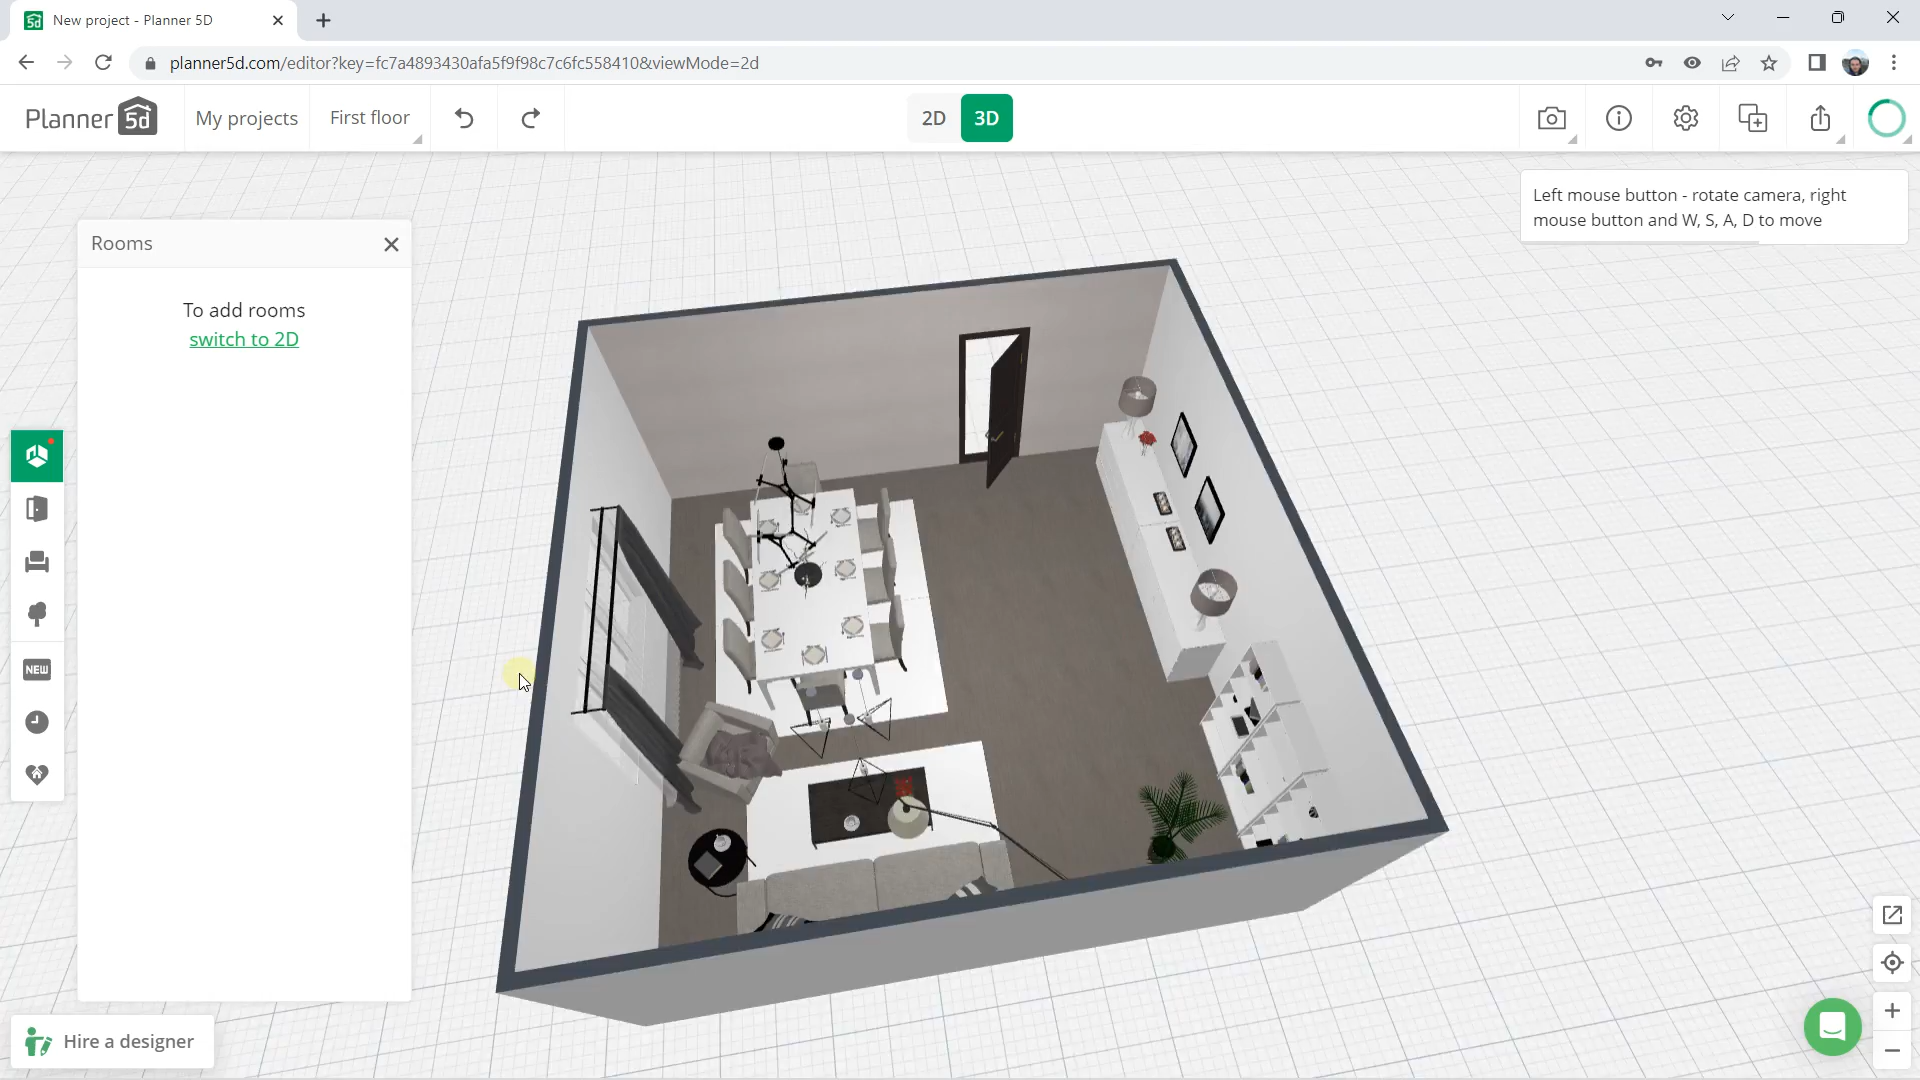 New project - Planner 5D
planner5d.com/editor?key=fc7a4893430afa5f9f98c7c6fc558410&viewMode=2d
Planner 5d
My projects
First floor
2D
3D
Left mouse button - rotate camera, right
mouse button and W, S, A, D to move
Rooms
To add rooms
switch to 2D
NEW
Hire a designer